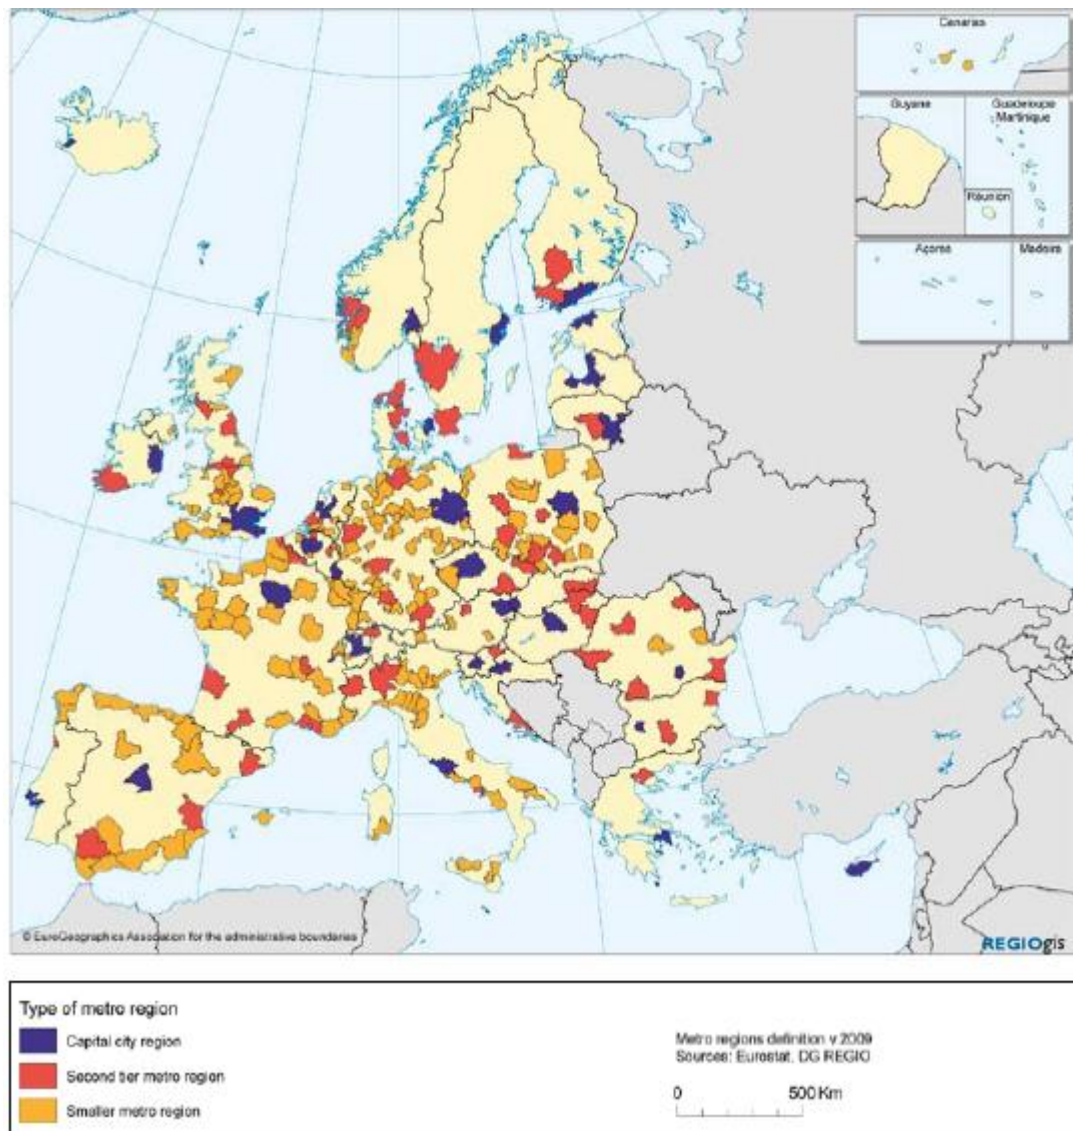 Canarias
Guyane
Guadeloupe
Martinique
Réunion
Açores
Madeira
© EuroGeographics Association for the administrative boundaries
REGIOgis
Type of metro region
Capital city region
Second tier metro region
Smaller metro region
Metro regions definition v 2009
Sources: Eurostat, DG REGIO
0 500 Km